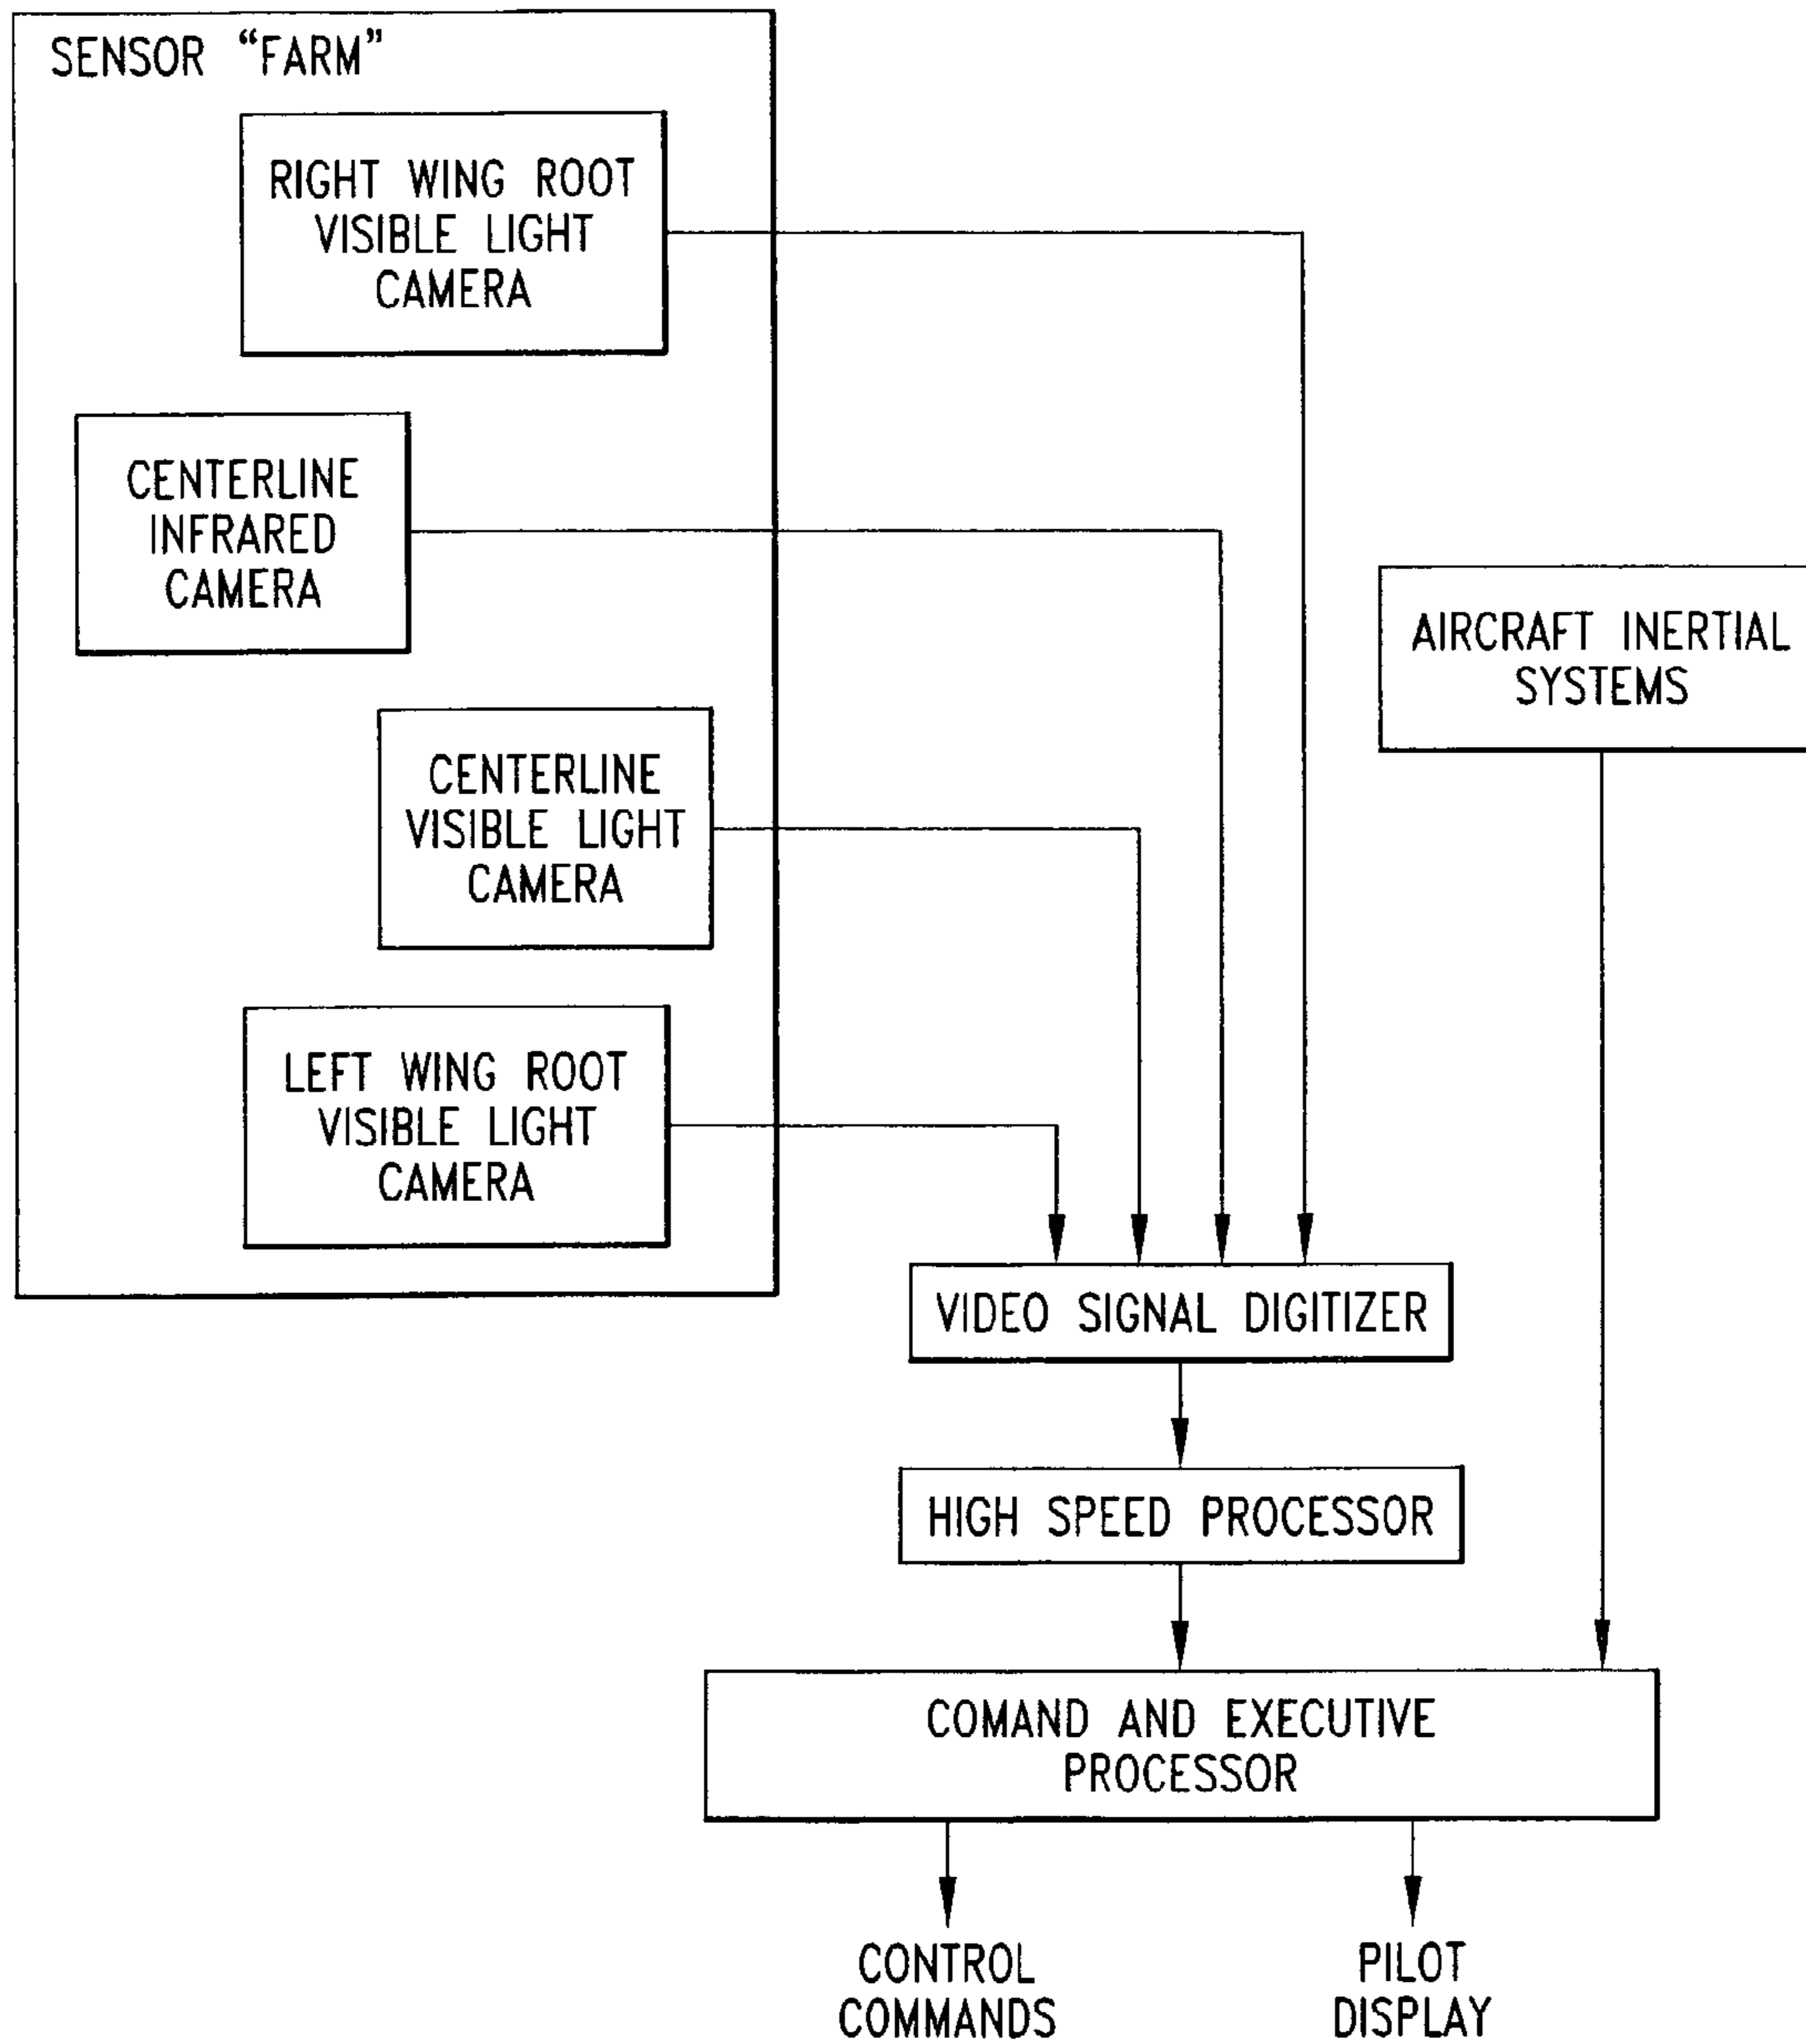 SENSOR “FARM”
RIGHT WING ROOT
VISIBLE LIGHT
CAMERA
CENTERLINE
INFRARED
CAMERA
AIRCRAFT INERTIAL
SYSTEMS
CENTERLINE
VISIBLE LIGHT
CAMERA
LEFT WING ROOT
VISIBLE LIGHT
CAMERA
VIDEO SIGNAL DIGITIZER
HIGH SPEED PROCESSOR
COMAND AND EXECUTIVE
PROCESSOR
CONTROL
COMMANDS
PILOT
DISPLAY